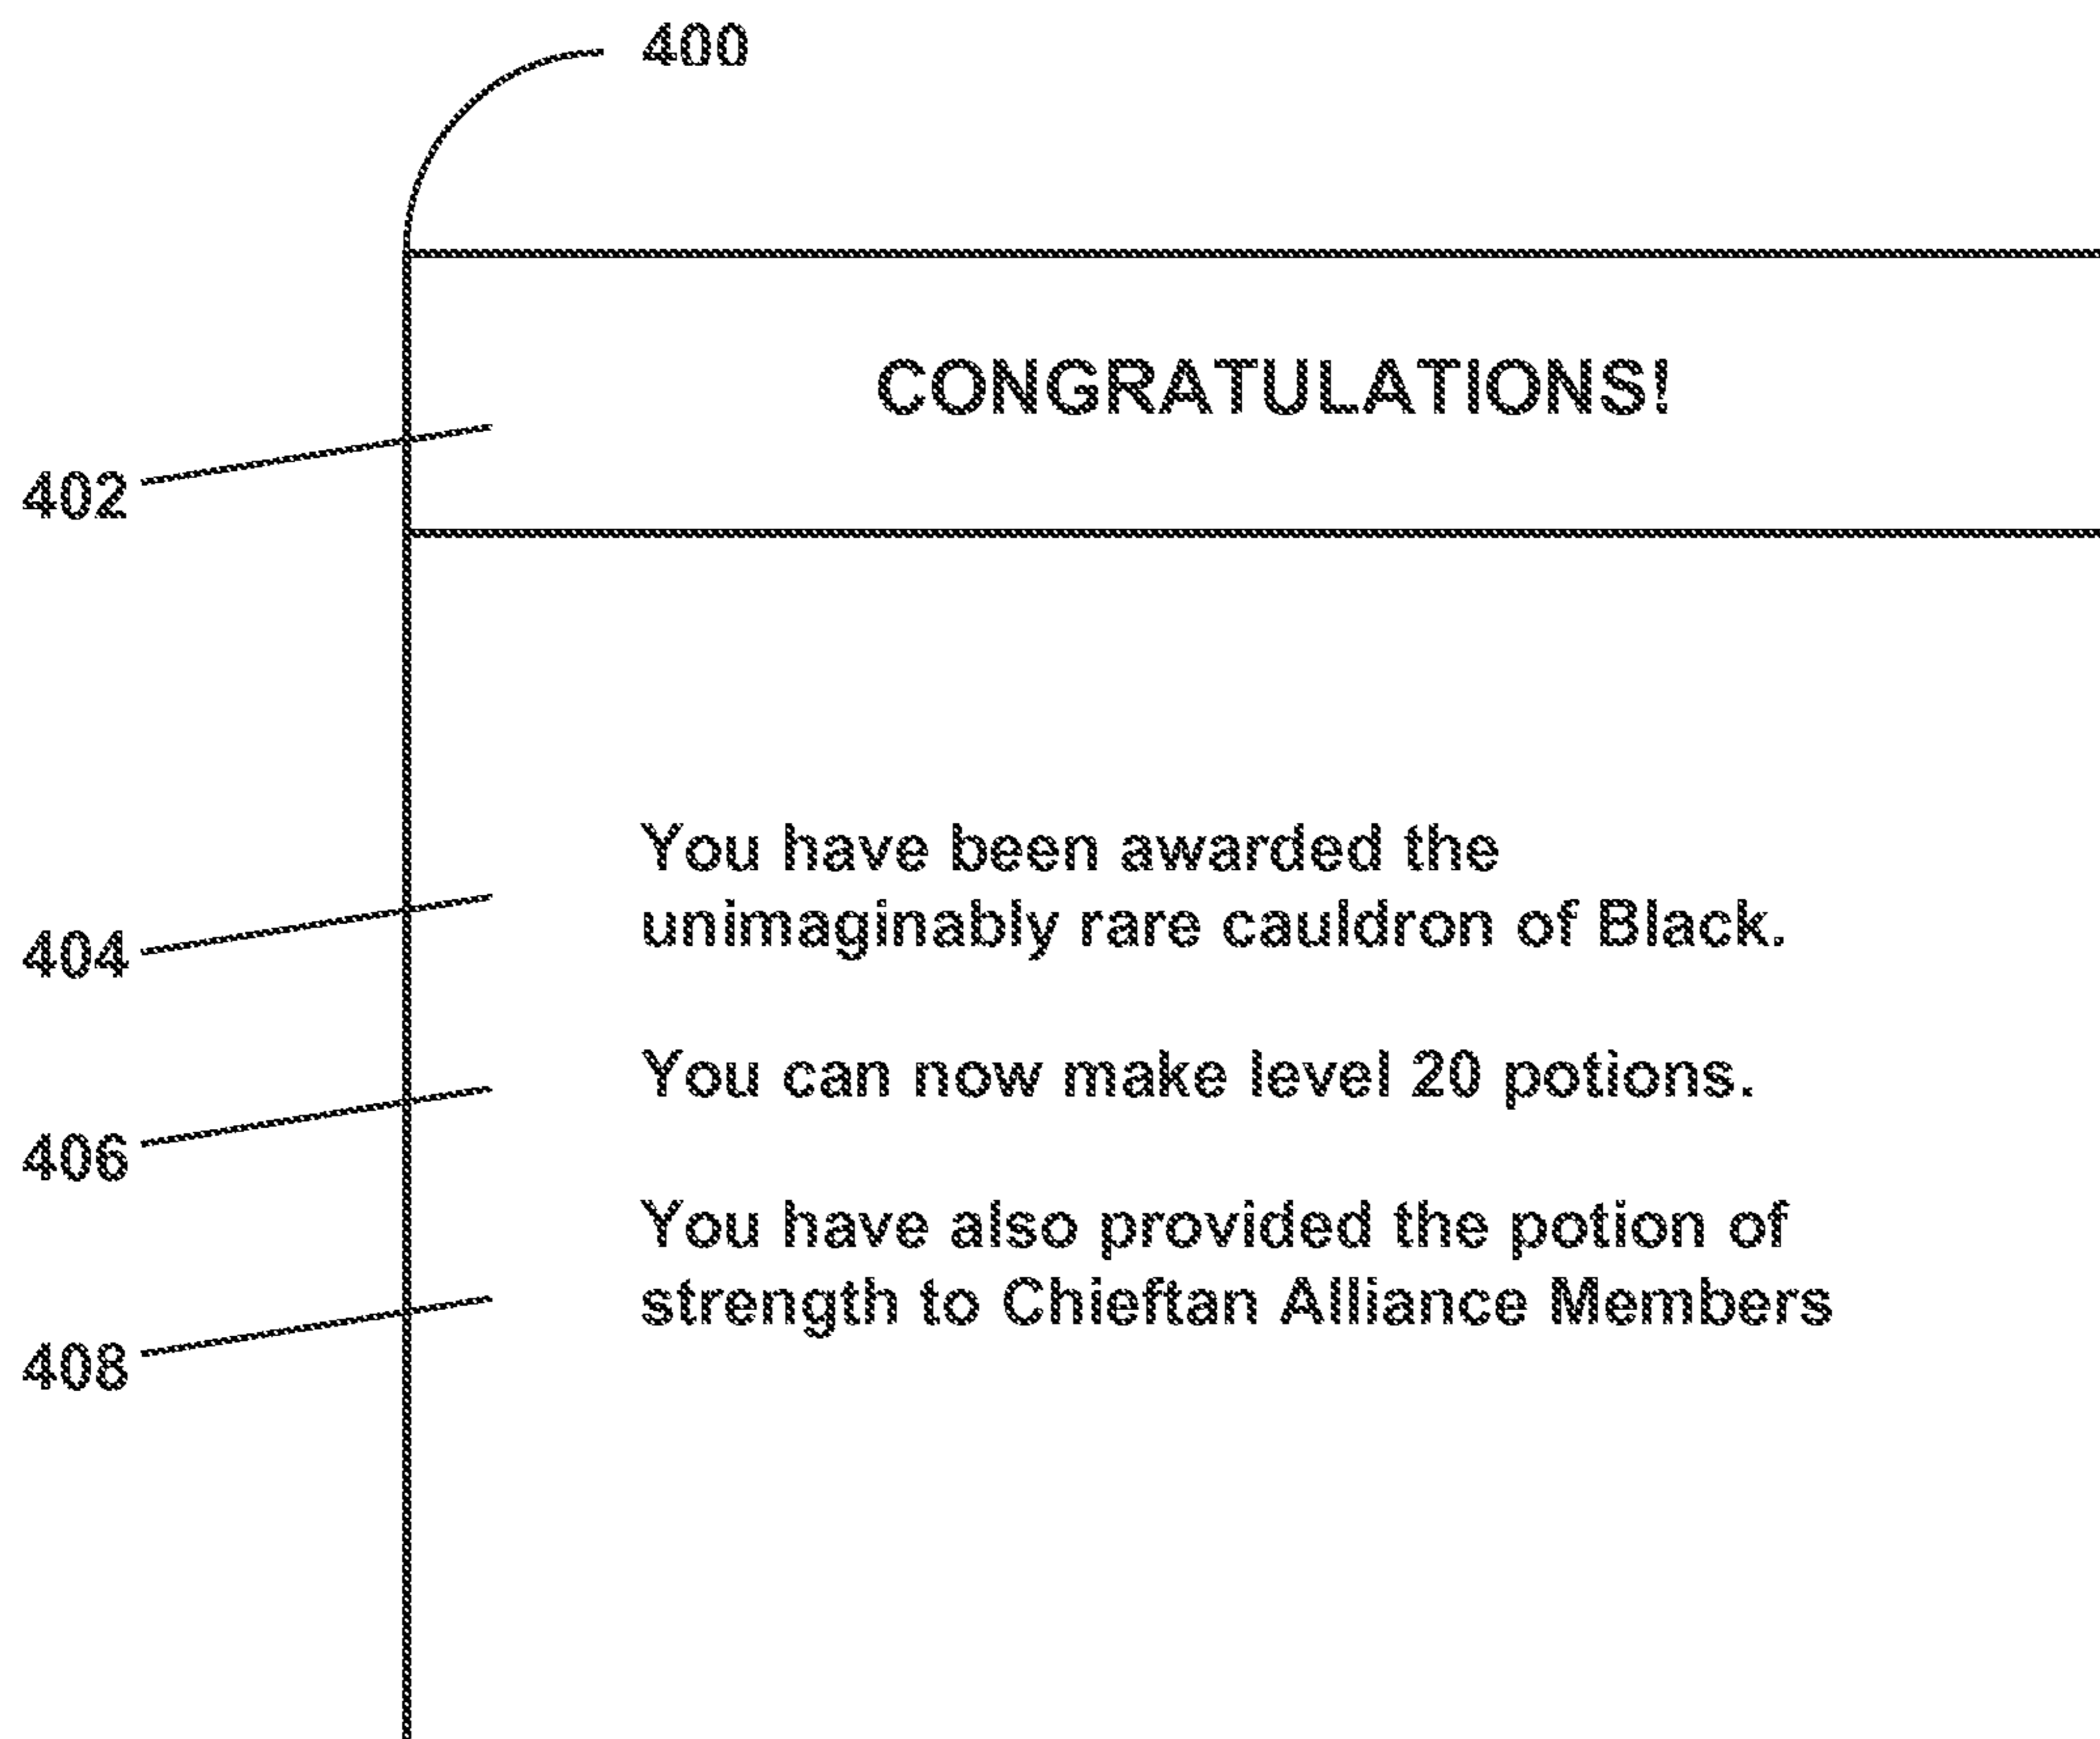 400
CONGRATULATIONS!
402
You have been awarded the
unimaginably rare cauldron of Black.
404
You can now make level 20 potions.
406
You have also provided the potion of
strength to Chieftan Alliance Members
408